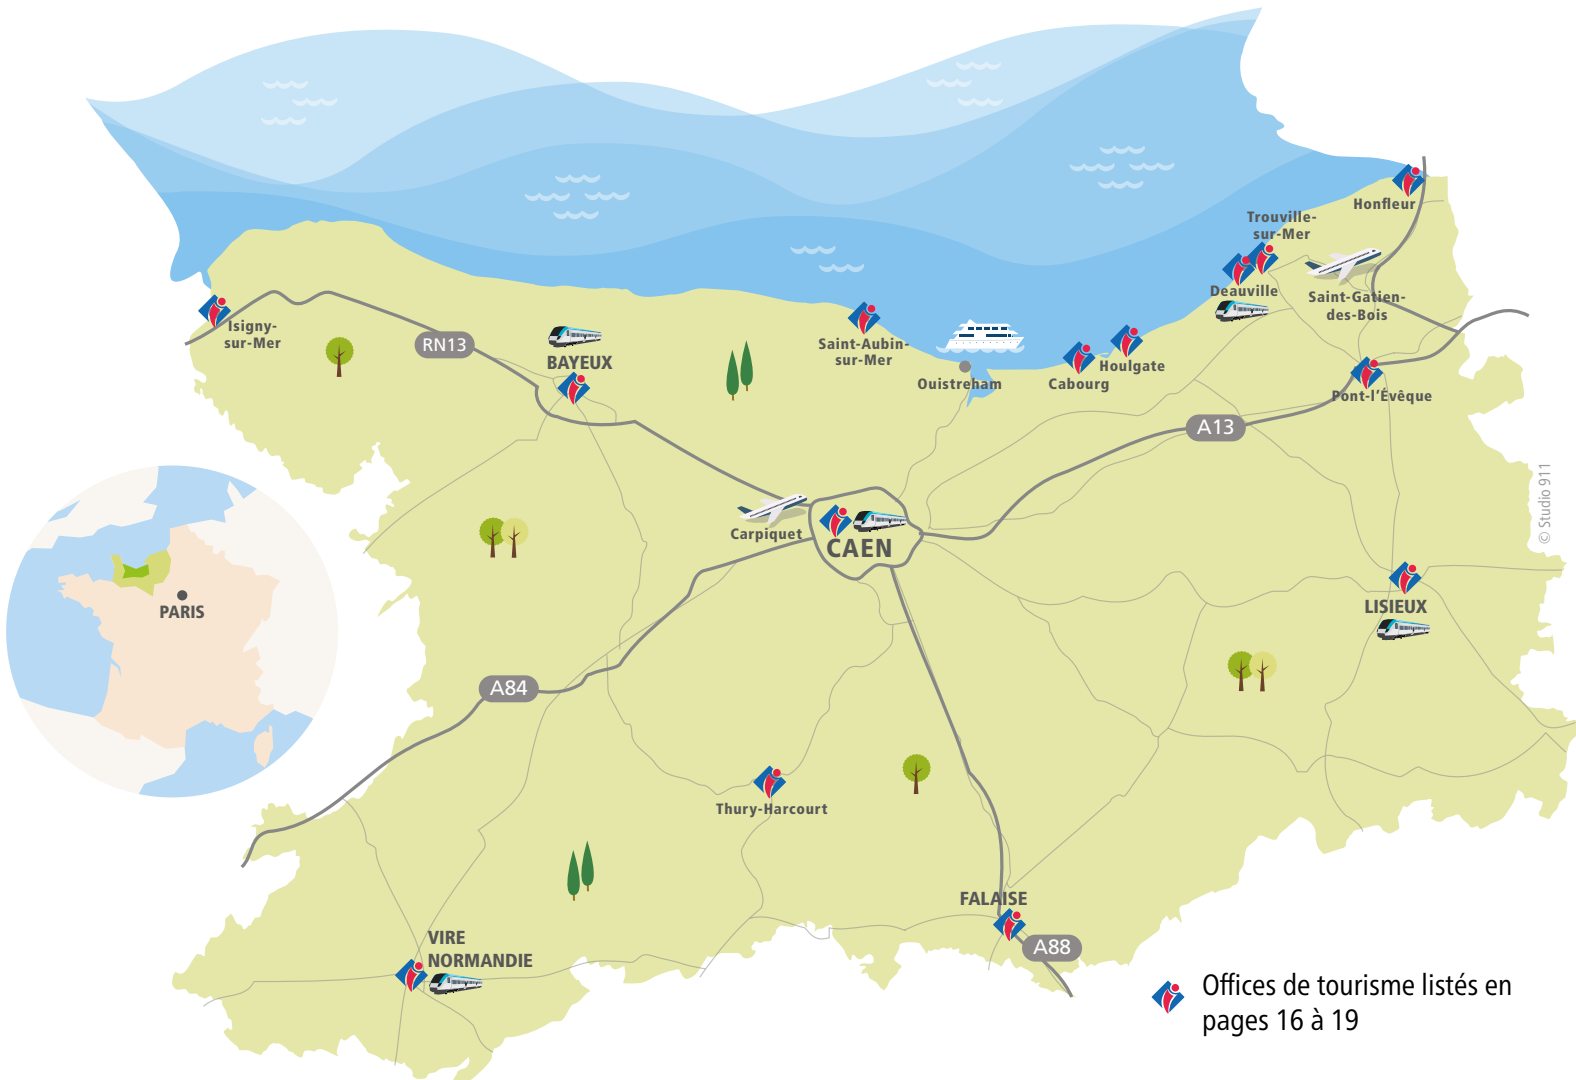 Honfleur
Trouville-
sur-Mer
Deauville
Saint-Gatien-
des-Bois
Isigny-
sur-Mer
RN13
BAYEUX
Saint-Aubin-
sur-Mer
Ouistreham
Cabourg
Houlgate
Pont-l'Évêque
A13
© Studio 911
Carpiquet
CAEN
PARIS
LISIEUX
A84
Thury-Harcourt
FALAISE
A88
VIRE
NORMANDIE
Offices de tourisme listés en
pages 16 à 19